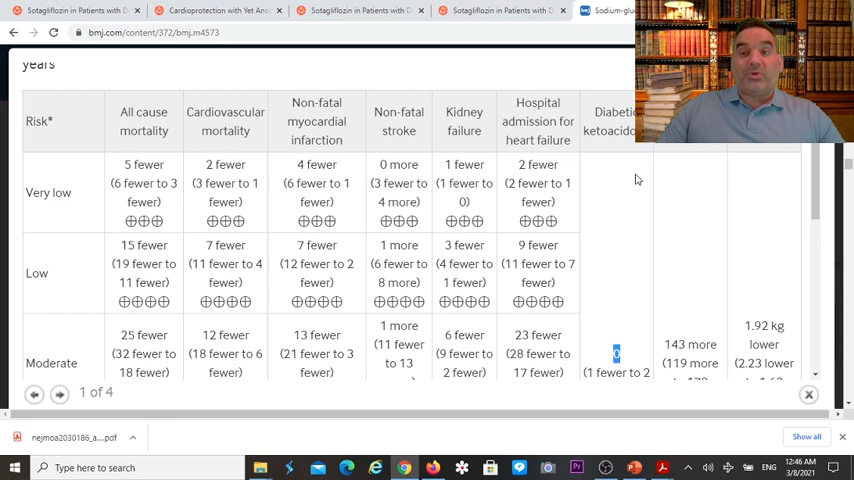 Sotagliflozin in Patients with D
Cardioprotection with Yet Ano
Sotagliflozin in Patients with D
Sotagliflozin in Patients with D
Sodium-glu
bmj.com/content/372/bmj.m4573
years
Risk*
All cause
mortality
Cardiovascular
mortality
Non-fatal
myocardial
infarction
Non-fatal
stroke
Kidney
failure
Hospital
admission for
heart failure
Diabetic
ketoacido
Very low
5 fewer
(6 fewer to 3
fewer)
⊕⊕⊕
2 fewer
(3 fewer to 1
fewer)
⊕⊕⊕
4 fewer
(6 fewer to 1
fewer)
⊕⊕⊕
0 more
(3 fewer to
4 more)
⊕⊕⊕
1 fewer
(1 fewer to
0)
⊕⊕⊕
2 fewer
(2 fewer to 1
fewer)
⊕⊕⊕
Low
15 fewer
(19 fewer to
11 fewer)
⊕⊕⊕⊕
7 fewer
(11 fewer to 4
fewer)
⊕⊕⊕⊕
7 fewer
(12 fewer to 2
fewer)
⊕⊕⊕⊕
1 more
(6 fewer to
8 more)
⊕⊕⊕⊕
3 fewer
(4 fewer to
1 fewer)
⊕⊕⊕⊕
9 fewer
(11 fewer to 7
fewer)
⊕⊕⊕⊕
Moderate
25 fewer
(32 fewer to
18 fewer)
12 fewer
(18 fewer to 6
fewer)
13 fewer
(21 fewer to 3
fewer)
1 more
(11 fewer
to 13
6 fewer
(9 fewer to
2 fewer)
23 fewer
(28 fewer to
17 fewer)
0
(1 fewer to 2
143 more
(119 more
1.92 kg
lower
(2.23 lower
1 of 4
nejmoa2030186_a....pdf
Show all
Type here to search
ENG
12:46 AM
3/8/2021